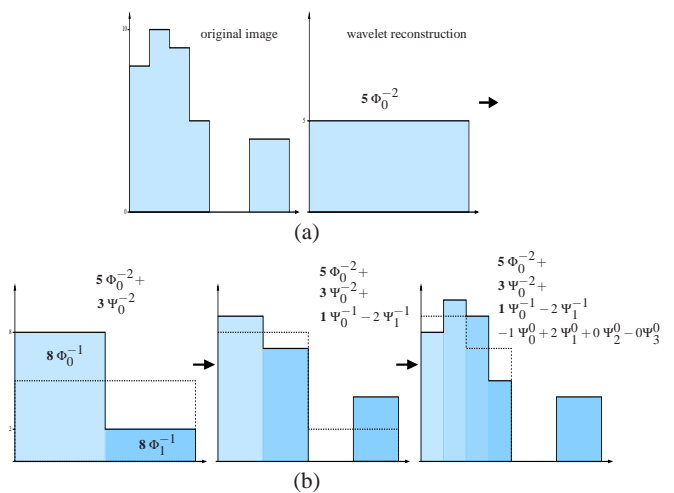 10
original image
wavelet reconstruction
5 Φ₀⁻²
5
0
(a)
5 Φ₀⁻² +
3 Ψ₀⁻²
8
8 Φ₀⁻¹
2
8 Φ₁⁻¹
5 Φ₀⁻² +
3 Ψ₀⁻² +
1 Ψ₀⁻¹ − 2 Ψ₁⁻¹
5 Φ₀⁻² +
3 Ψ₀⁻² +
1 Ψ₀⁻¹ − 2 Ψ₁⁻¹
−1 Ψ₀⁰ + 2 Ψ₁⁰ + 0 Ψ₂⁰ − 0Ψ₃⁰
(b)